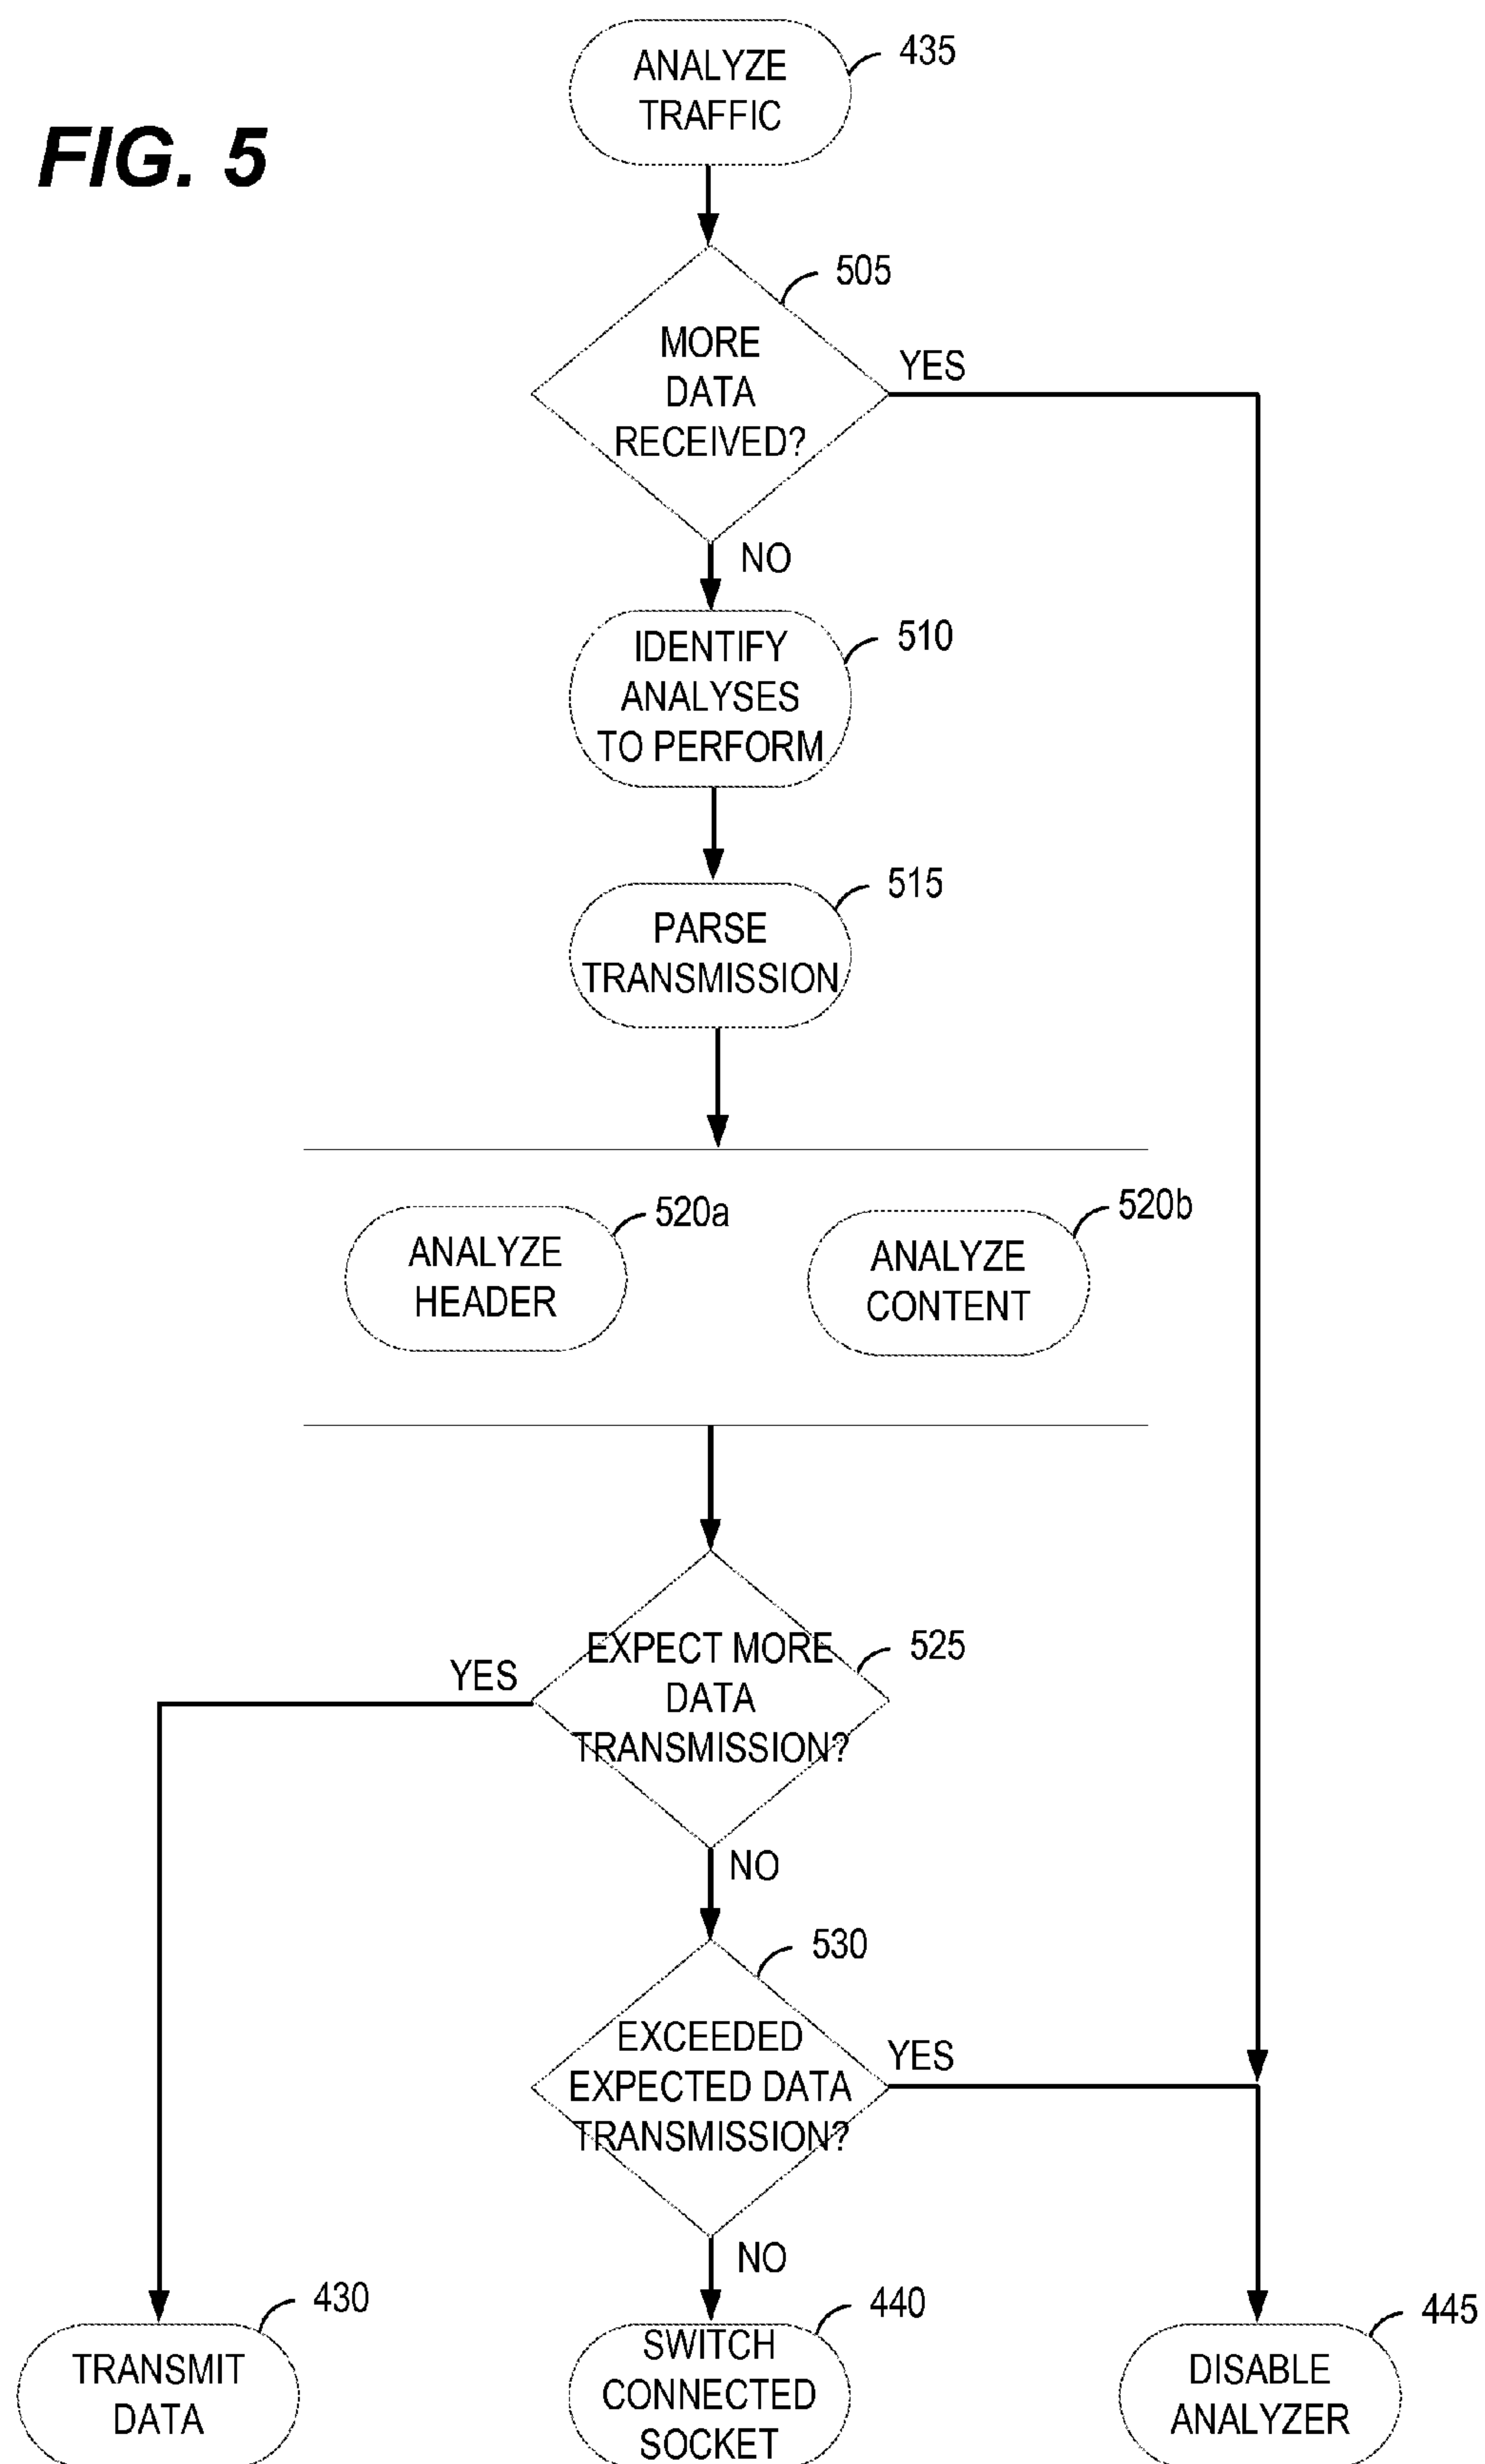 FIG. 5
ANALYZE
TRAFFIC
435
505
MORE
DATA
RECEIVED?
YES
NO
IDENTIFY
ANALYSES
TO PERFORM
510
PARSE
TRANSMISSION
515
ANALYZE
HEADER
520a
ANALYZE
CONTENT
520b
EXPECT MORE
DATA
TRANSMISSION?
525
YES
NO
530
EXCEEDED
EXPECTED DATA
TRANSMISSION?
YES
NO
TRANSMIT
DATA
430
SWITCH
CONNECTED
SOCKET
440
DISABLE
ANALYZER
445